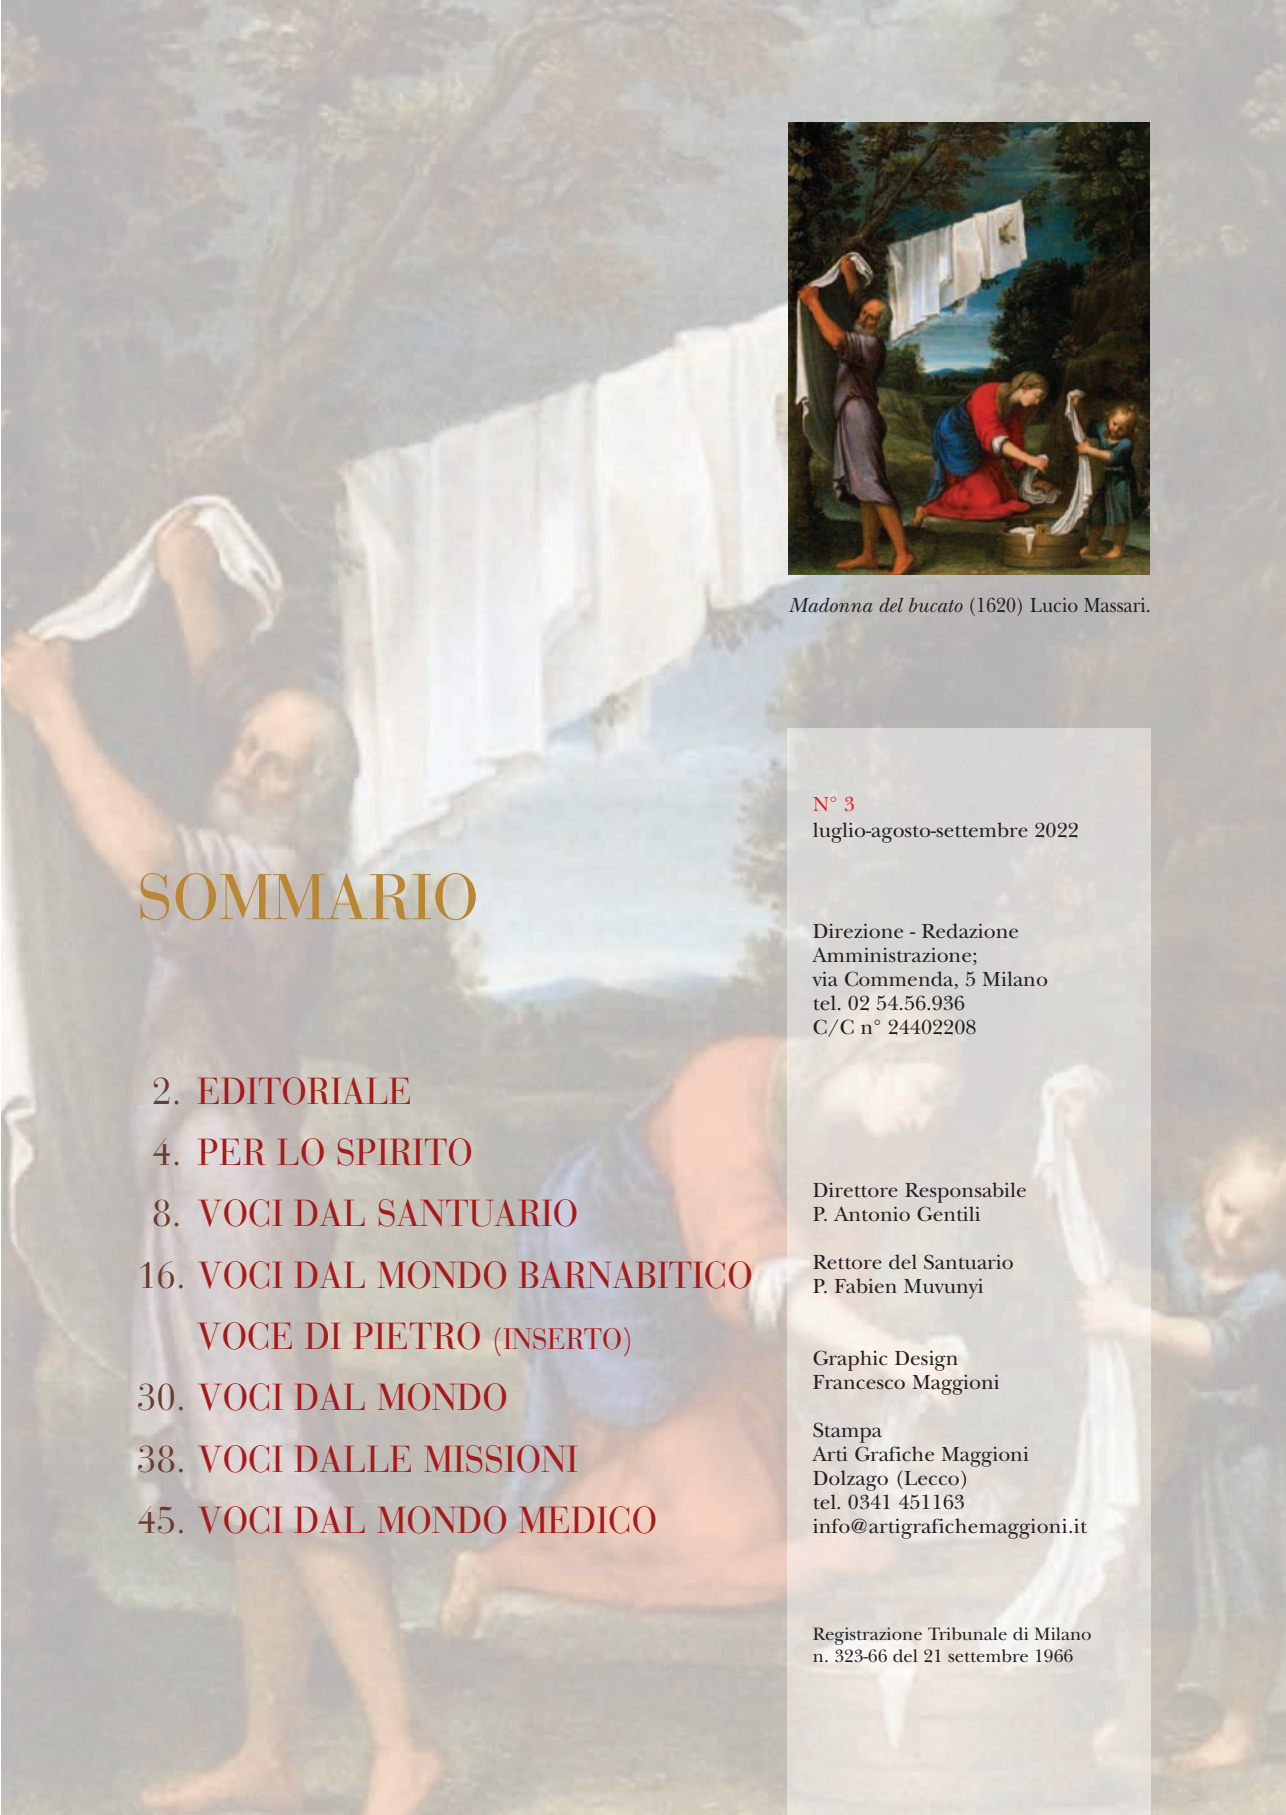 Madonna del bucato (1620) Lucio Massari.
N° 3
luglio-agosto-settembre 2022
Direzione - Redazione
Amministrazione;
via Commenda, 5 Milano
tel. 02 54.56.936
C/C n° 24402208
Direttore Responsabile
P. Antonio Gentili
Rettore del Santuario
P. Fabien Muvunyi
Graphic Design
Francesco Maggioni
Stampa
Arti Grafiche Maggioni
Dolzago (Lecco)
tel. 0341 451163
info@artigrafichemaggioni.it
Registrazione Tribunale di Milano
n. 323-66 del 21 settembre 1966
SOMMARIO
2. EDITORIALE
4. PER LO SPIRITO
8. VOCI DAL SANTUARIO
16. VOCI DAL MONDO BARNABITICO
VOCE DI PIETRO (INSERTO)
30. VOCI DAL MONDO
38. VOCI DALLE MISSIONI
45. VOCI DAL MONDO MEDICO